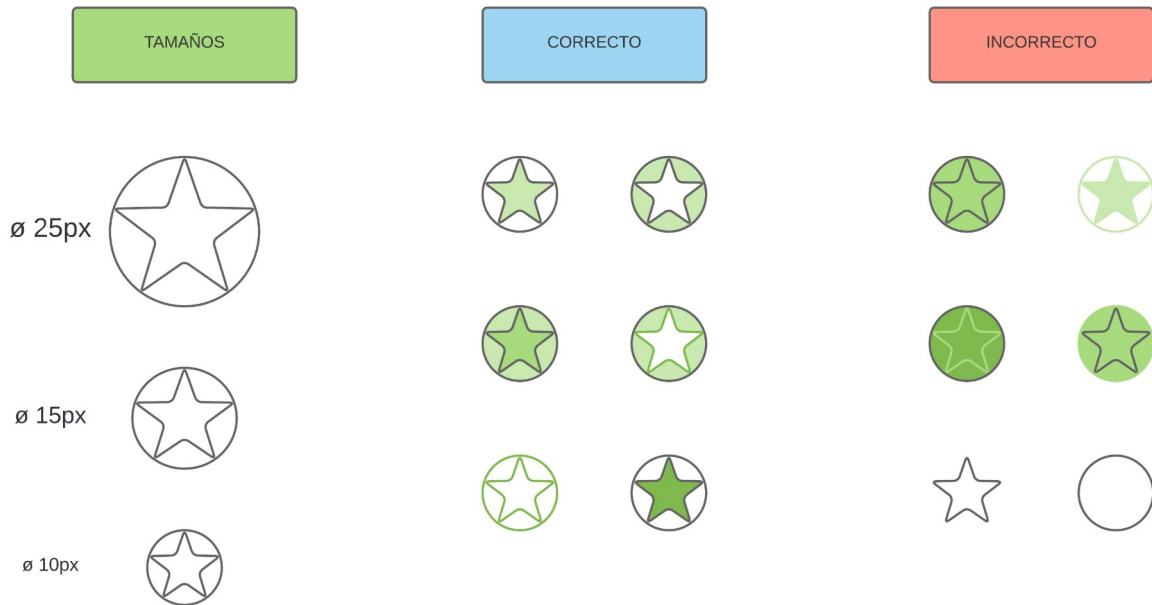 TAMAÑOS
CORRECTO
INCORRECTO
ø 25px
ø 15px
ø 10px